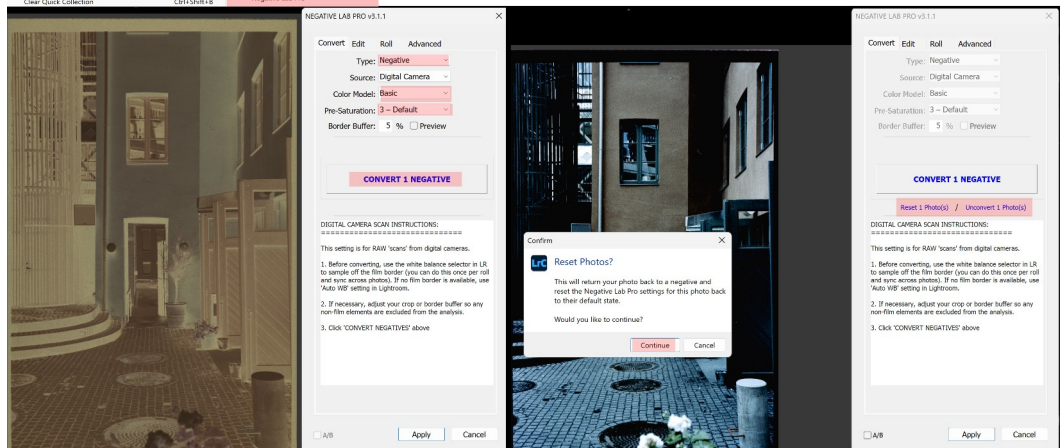 Clear Quick Collection Ctrl+Shift+B
NEGATIVE LAB PRO v3.1.1
Convert Edit Roll Advanced
Type: Negative
Source: Digital Camera
Color Model: Basic
Pre-Saturation: 3 – Default
Border Buffer: 5 % Preview
CONVERT 1 NEGATIVE
DIGITAL CAMERA SCAN INSTRUCTIONS:
==============================
This setting is for RAW 'scans' from digital cameras.
1. Before converting, use the white balance selector in LR
to sample off the film border (you can do this once per roll
and sync across photos). If no film border is available, use
'Auto WB' setting in Lightroom.
2. If necessary, adjust your crop or border buffer so any
non-film elements are excluded from the analysis.
3. Click 'CONVERT NEGATIVES' above
A/B Apply Cancel
Confirm
LrC Reset Photos?
This will return your photo back to a negative and
reset the Negative Lab Pro settings for this photo back
to their default state.
Would you like to continue?
Continue Cancel
NEGATIVE LAB PRO v3.1.1
Convert Edit Roll Advanced
Type: Negative
Source: Digital Camera
Color Model: Basic
Pre-Saturation: 3 – Default
Border Buffer: 5 % Preview
CONVERT 1 NEGATIVE
Reset 1 Photo(s) / Unconvert 1 Photo(s)
DIGITAL CAMERA SCAN INSTRUCTIONS:
==============================
This setting is for RAW 'scans' from digital cameras.
1. Before converting, use the white balance selector in LR
to sample off the film border (you can do this once per roll
and sync across photos). If no film border is available, use
'Auto WB' setting in Lightroom.
2. If necessary, adjust your crop or border buffer so any
non-film elements are excluded from the analysis.
3. Click 'CONVERT NEGATIVES' above
A/B Apply Cancel